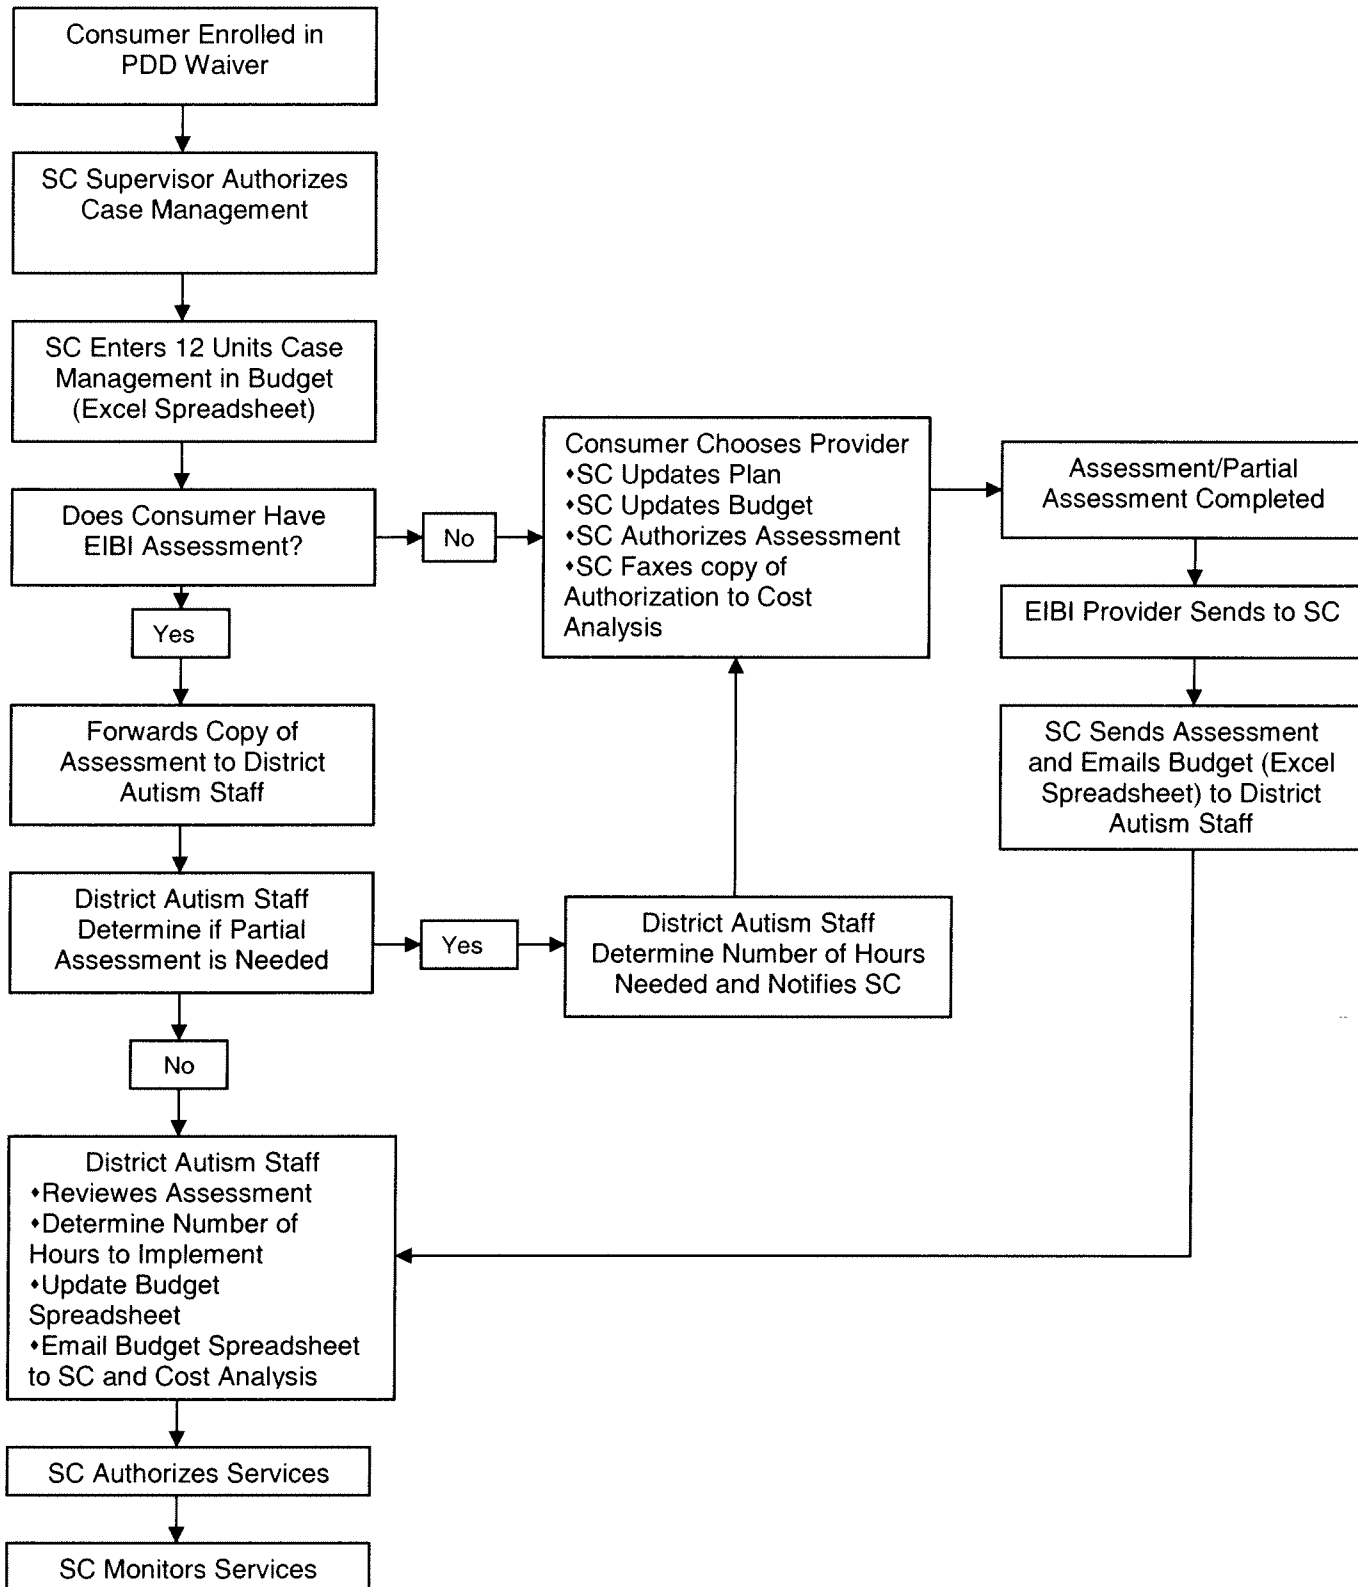 Consumer Enrolled in
PDD Waiver
SC Supervisor Authorizes
Case Management
SC Enters 12 Units Case
Management in Budget
(Excel Spreadsheet)
Does Consumer Have
EIBI Assessment?
No
Consumer Chooses Provider
♦SC Updates Plan
♦SC Updates Budget
♦SC Authorizes Assessment
♦SC Faxes copy of
Authorization to Cost
Analysis
Assessment/Partial
Assessment Completed
EIBI Provider Sends to SC
SC Sends Assessment
and Emails Budget (Excel
Spreadsheet) to District
Autism Staff
Yes
Forwards Copy of
Assessment to District
Autism Staff
District Autism Staff
Determine if Partial
Assessment is Needed
Yes
District Autism Staff
Determine Number of Hours
Needed and Notifies SC
No
District Autism Staff
♦Reviewes Assessment
♦Determine Number of
Hours to Implement
♦Update Budget
Spreadsheet
♦Email Budget Spreadsheet
to SC and Cost Analysis
SC Authorizes Services
SC Monitors Services